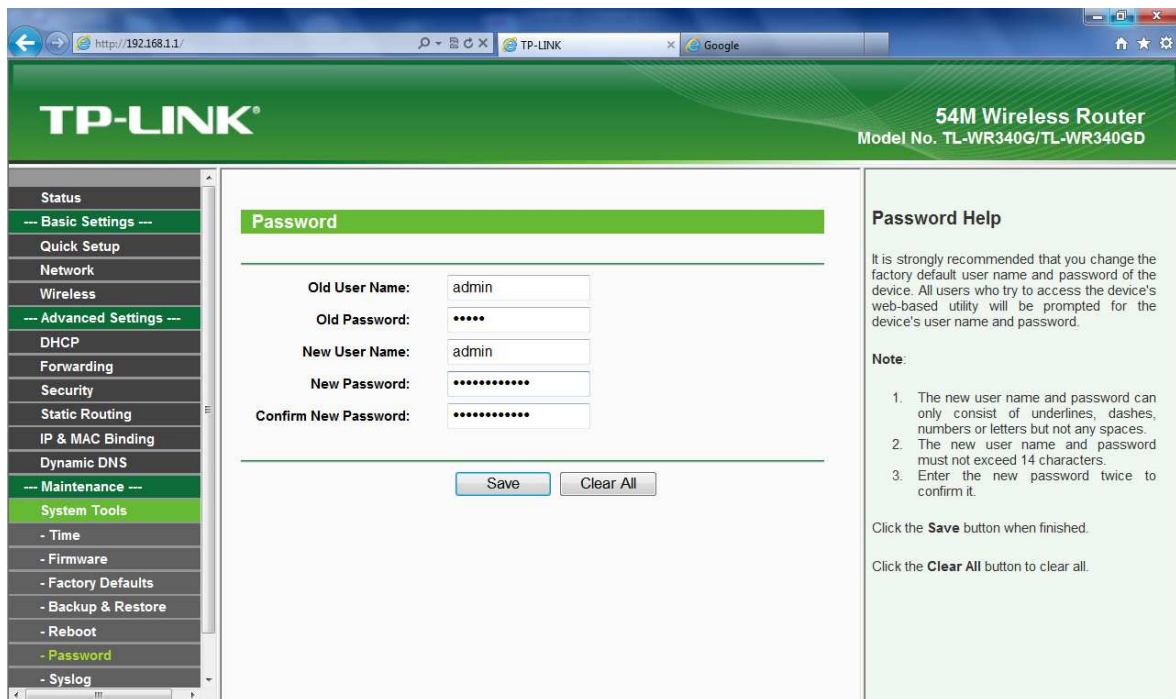 http://192.168.1.1/
TP-LINK
Google
TP-LINK®
54M Wireless Router
Model No. TL-WR340G/TL-WR340GD
Status
--- Basic Settings ---
Quick Setup
Network
Wireless
--- Advanced Settings ---
DHCP
Forwarding
Security
Static Routing
IP & MAC Binding
Dynamic DNS
--- Maintenance ---
System Tools
- Time
- Firmware
- Factory Defaults
- Backup & Restore
- Reboot
- Password
- Syslog
Password
Old User Name: admin
Old Password: •••••
New User Name: admin
New Password: ••••••••••••
Confirm New Password: ••••••••••••
Save Clear All
Password Help
It is strongly recommended that you change the
factory default user name and password of the
device. All users who try to access the device's
web-based utility will be prompted for the
device's user name and password.
Note:
1. The new user name and password can
only consist of underlines, dashes,
numbers or letters but not any spaces.
2. The new user name and password
must not exceed 14 characters.
3. Enter the new password twice to
confirm it.
Click the Save button when finished.
Click the Clear All button to clear all.